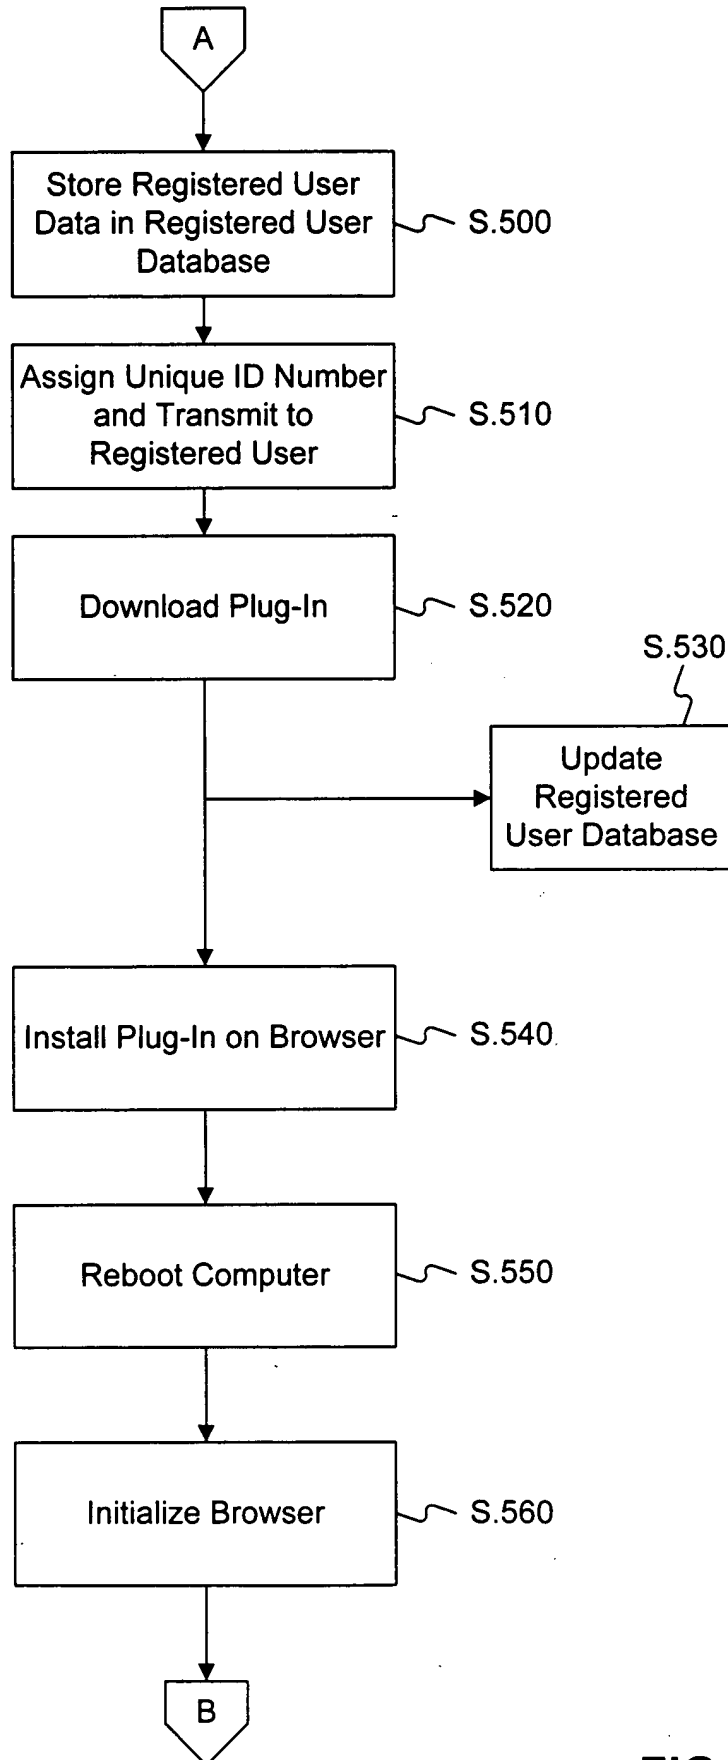 A
Store Registered User
Data in Registered User
Database
S.500
Assign Unique ID Number
and Transmit to
Registered User
S.510
Download Plug-In
S.520
S.530
Update
Registered
User Database
Install Plug-In on Browser
S.540
Reboot Computer
S.550
Initialize Browser
S.560
B